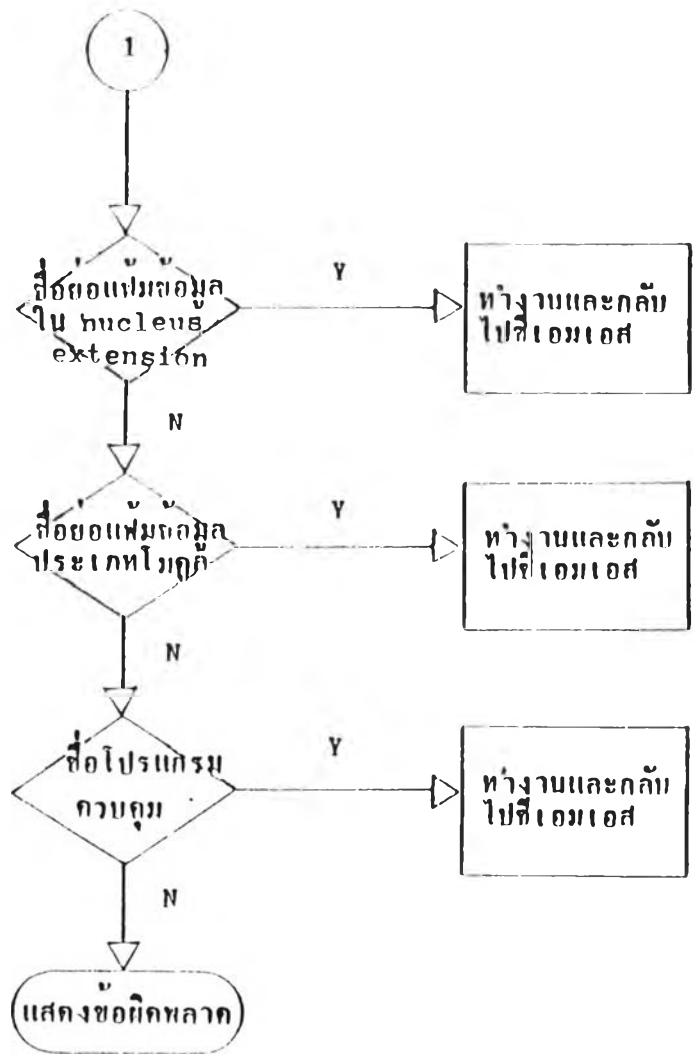 1
ชื่อย่อแฟ้มข้อมูล
ใน nucleus
extension
Y
ทำงานและกลับ
ไปที่เอมเอส
N
ชื่อย่อแฟ้มข้อมูล
ประเภทโมดูล
Y
ทำงานและกลับ
ไปที่เอมเอส
N
ชื่อโปรแกรม
ควบคุม
Y
ทำงานและกลับ
ไปที่เอมเอส
N
แสดงข้อผิดพลาด